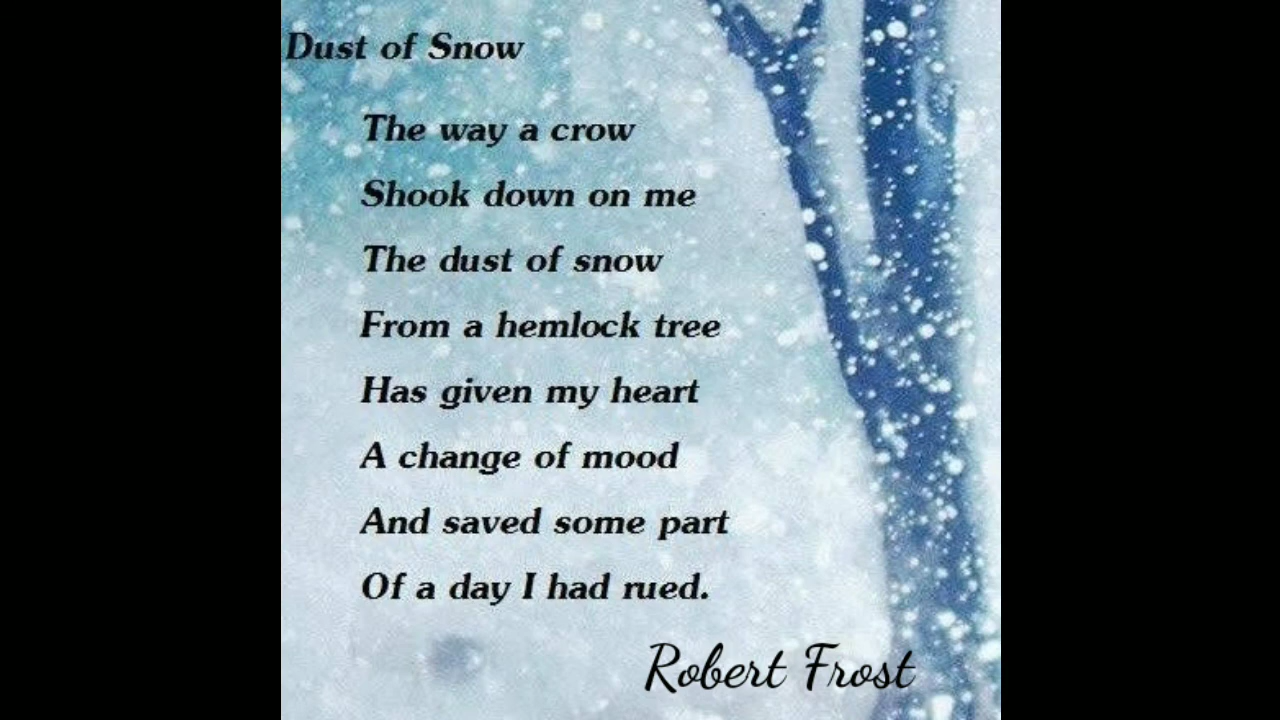 Dust of Snow
The way a crow
Shook down on me
The dust of snow
From a hemlock tree
Has given my heart
A change of mood
And saved some part
Of a day I had rued.
Robert Frost